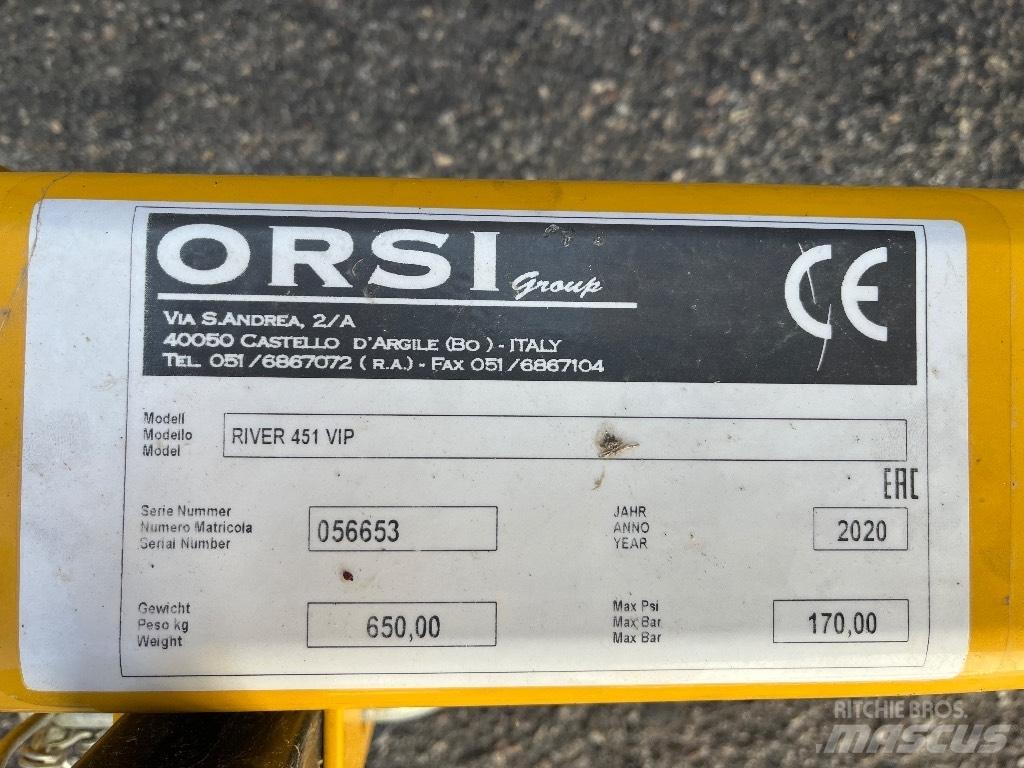 ORSI Group
CE
VIA S.ANDREA, 2/A
40050 CASTELLO D'ARGILE (BO) - ITALY
TEL 051/6867072 (R.A.) - FAX 051/6867104
Modell
Modello
Model
RIVER 451 VIP
EAC
Serie Nummer
Numero Matricola
Serial Number
056653
JAHR
ANNO
YEAR
2020
Gewicht
Peso kg
Weight
650,00
Max Psi
Max Bar
Max Bar
170,00
RITCHIE BROS.
MASCUS